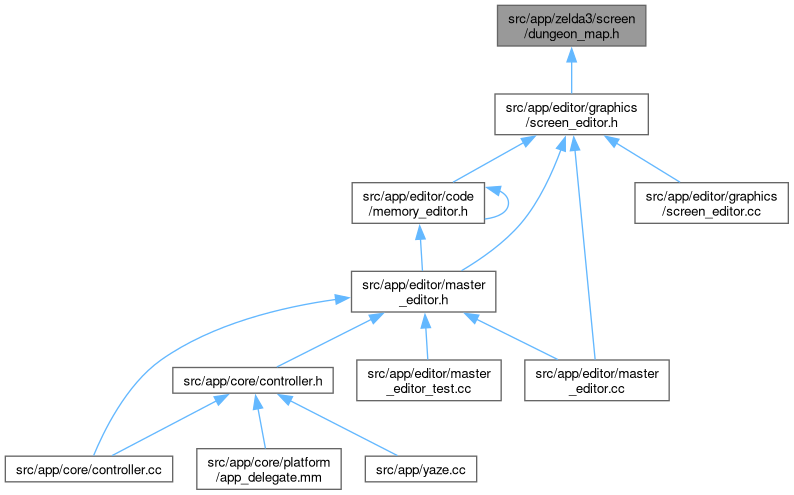 src/app/zelda3/screen
/dungeon_map.h
src/app/editor/graphics
/screen_editor.h
src/app/editor/code
/memory_editor.h
src/app/editor/graphics
/screen_editor.cc
src/app/editor/master
_editor.h
src/app/core/controller.h
src/app/editor/master
_editor_test.cc
src/app/editor/master
_editor.cc
src/app/core/controller.cc
src/app/core/platform
/app_delegate.mm
src/app/yaze.cc